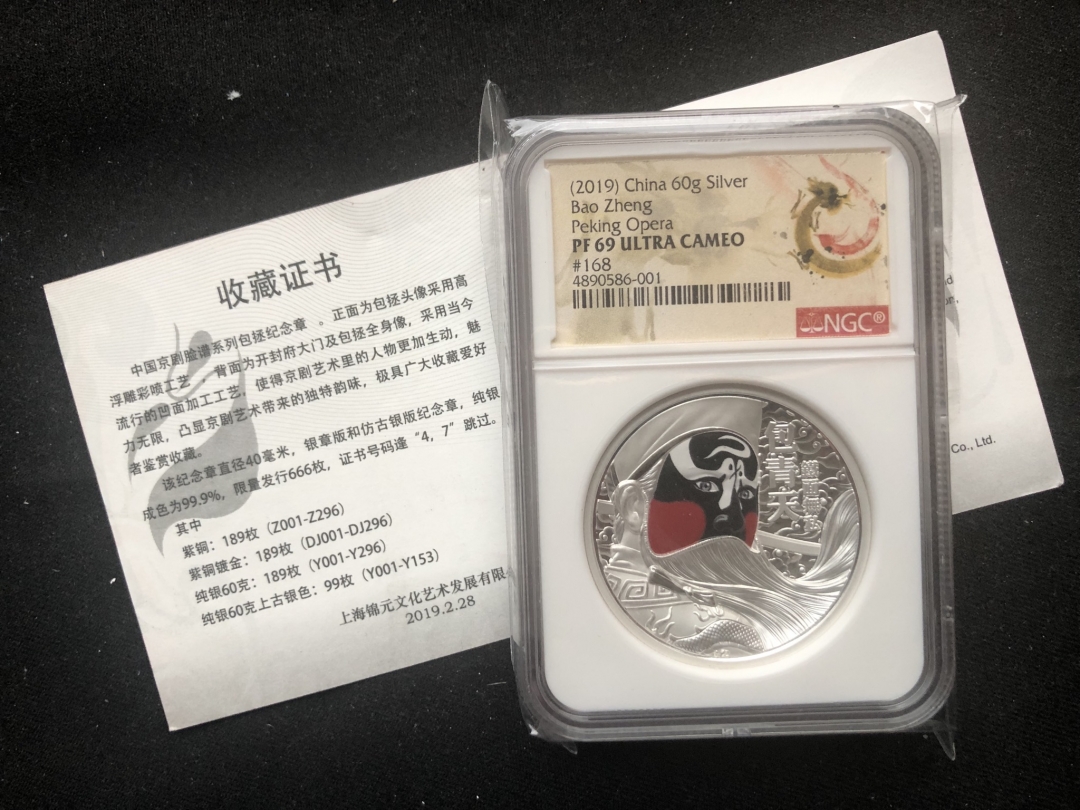 收藏证书
中国京剧脸谱系列包拯纪念章 。正面为包拯头像采用高
浮雕彩喷工艺，背面为开封府大门及包拯全身像，采用当今
流行的凹面加工工艺，使得京剧艺术里的人物更加生动，魅
力无限，凸显京剧艺术带来的独特韵味，极具广大收藏爱好
者鉴赏收藏。
该纪念章直径40毫米，银章版和仿古银版纪念章，纯银
成色为99.9%，限量发行666枚，证书号码逢“4，7”跳过。
其中
紫铜：189枚（Z001-Z296）
紫铜镀金：189枚（DJ001-DJ296）
纯银60克：189枚（Y001-Y296）
纯银60克上古银色：99枚（Y001-Y153）
上海锦元文化艺术发展有限
2019.2.28
(2019) China 60g Silver
Bao Zheng
Peking Opera
PF 69 ULTRA CAMEO
#168
4890586-001
NGC®
包青天
Co., Ltd.